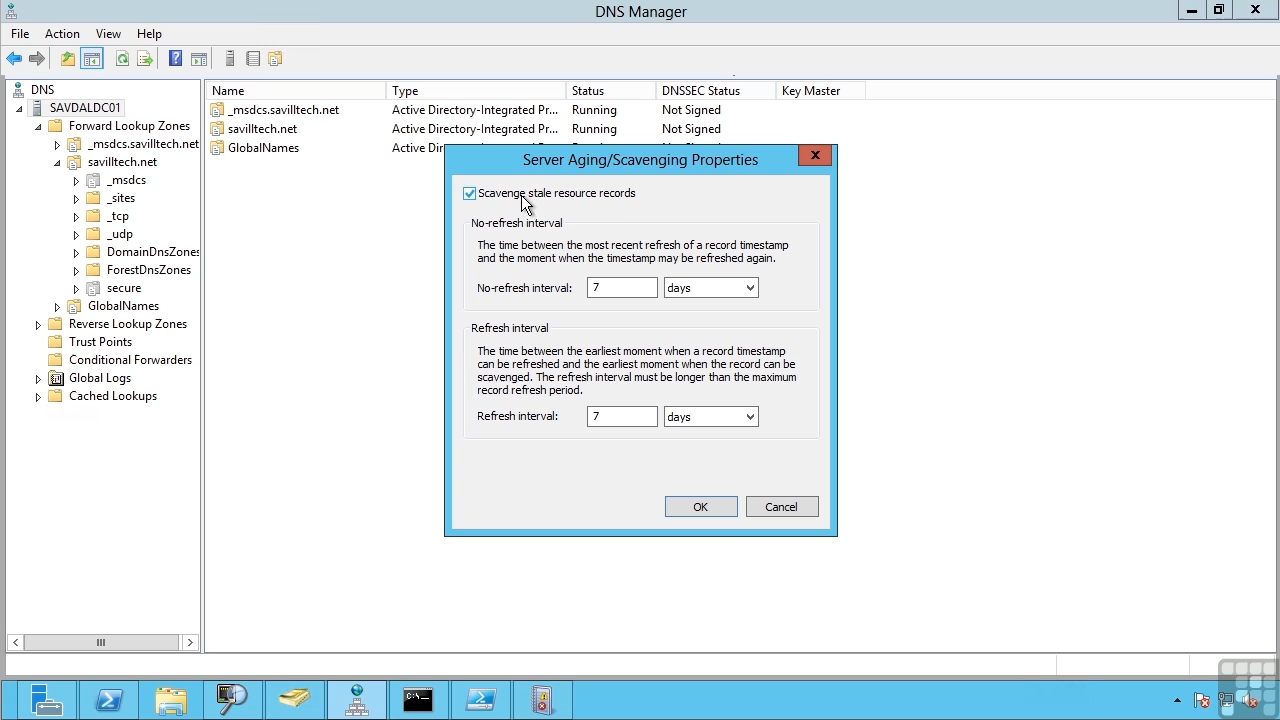 DNS Manager
File Action View Help
DNS
SAVDALDC01
Forward Lookup Zones
_msdcs.savilltech.net
savilltech.net
_msdcs
_sites
_tcp
_udp
DomainDnsZones
ForestDnsZones
secure
GlobalNames
Reverse Lookup Zones
Trust Points
Conditional Forwarders
Global Logs
Cached Lookups
Name Type Status DNSSEC Status Key Master
_msdcs.savilltech.net Active Directory-Integrated Pr... Running Not Signed
savilltech.net Active Directory-Integrated Pr... Running Not Signed
GlobalNames Active Dir
Server Aging/Scavenging Properties
Scavenge stale resource records
No-refresh interval
The time between the most recent refresh of a record timestamp
and the moment when the timestamp may be refreshed again.
No-refresh interval: 7 days
Refresh interval
The time between the earliest moment when a record timestamp
can be refreshed and the earliest moment when the record can be
scavenged. The refresh interval must be longer than the maximum
record refresh period.
Refresh interval: 7 days
OK Cancel